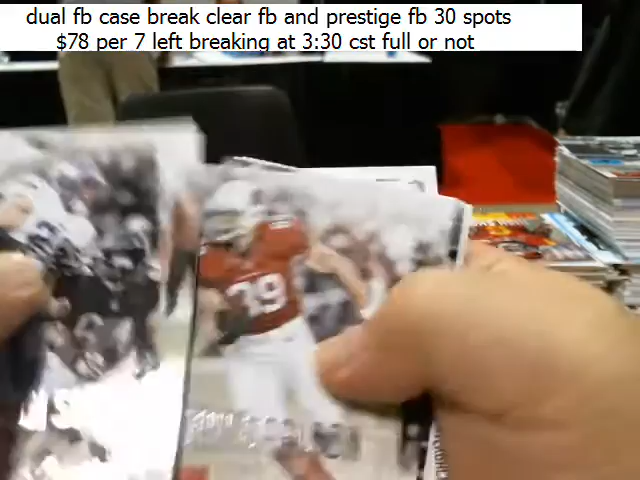 dual fb case break clear fb and prestige fb 30 spots
$78 per 7 left breaking at 3:30 cst full or not
39